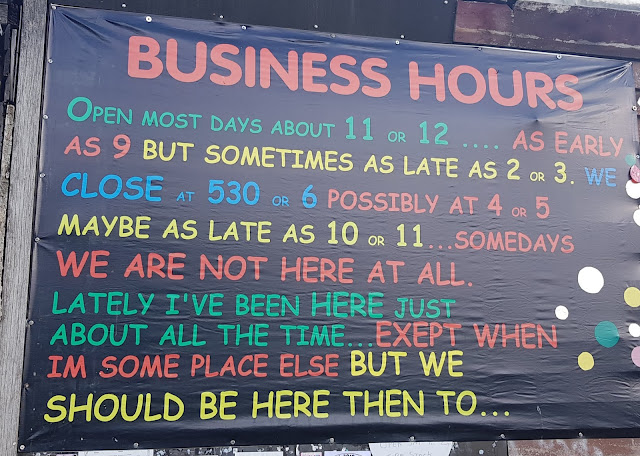 BUSINESS HOURS
OPEN MOST DAYS ABOUT 11 OR 12 .... AS EARLY
AS 9 BUT SOMETIMES AS LATE AS 2 OR 3. WE
CLOSE AT 530 OR 6 POSSIBLY AT 4 OR 5
MAYBE AS LATE AS 10 OR 11...SOMEDAYS
WE ARE NOT HERE AT ALL.
LATELY I'VE BEEN HERE JUST
ABOUT ALL THE TIME...EXEPT WHEN
IM SOME PLACE ELSE BUT WE
SHOULD BE HERE THEN TO...